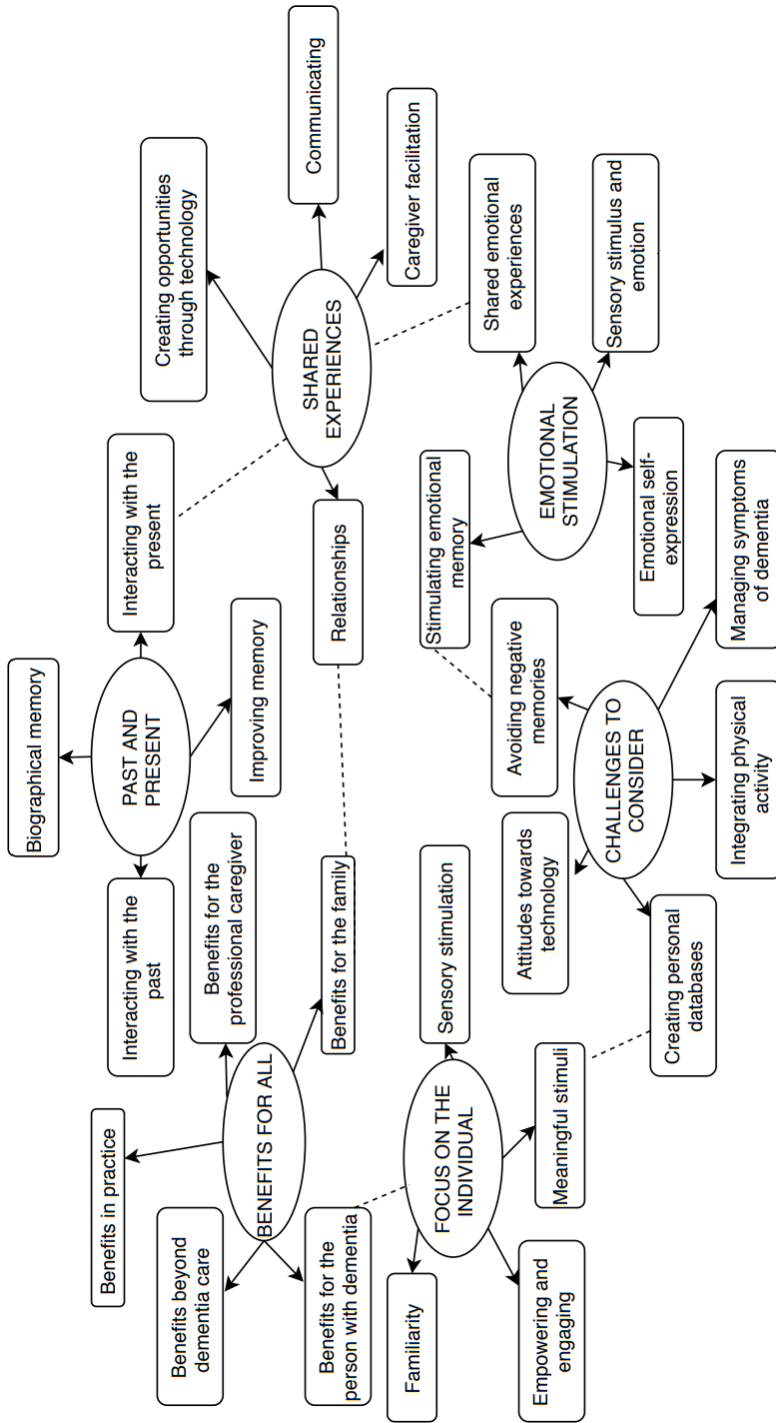 Biographical memory
Interacting with the
past
PAST AND
PRESENT
Interacting with the
present
Improving memory
Creating opportunities
through technology
Communicating
SHARED
EXPERIENCES
Caregiver facilitation
Relationships
Benefits in practice
Benefits beyond
dementia care
BENEFITS FOR ALL
Benefits for the
professional caregiver
Benefits for the
person with dementia
Benefits for the family
Familiarity
FOCUS ON THE
INDIVIDUAL
Sensory stimulation
Empowering and
engaging
Meaningful stimuli
Stimulating emotional
memory
Shared emotional
experiences
EMOTIONAL
STIMULATION
Emotional self-
expression
Sensory stimulus and
emotion
Attitudes towards
technology
Avoiding negative
memories
CHALLENGES TO
CONSIDER
Creating personal
databases
Integrating physical
activity
Managing symptoms
of dementia